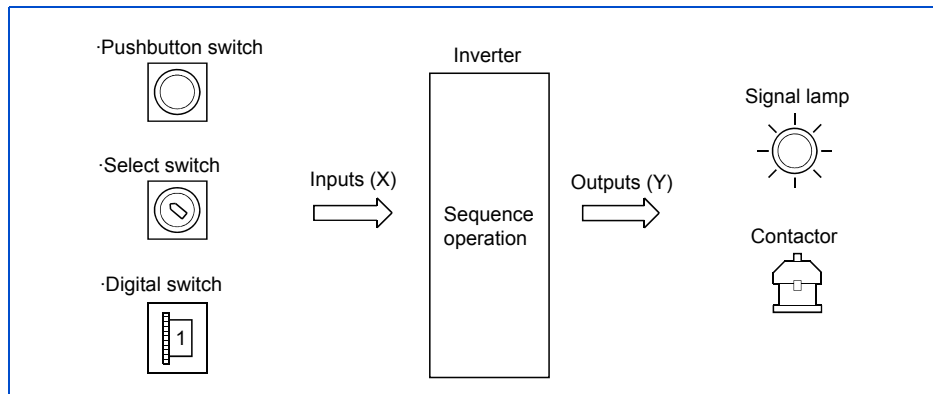 ·Pushbutton switch
·Select switch
·Digital switch
1
Inputs (X)
Inverter
Sequence
operation
Outputs (Y)
Signal lamp
Contactor